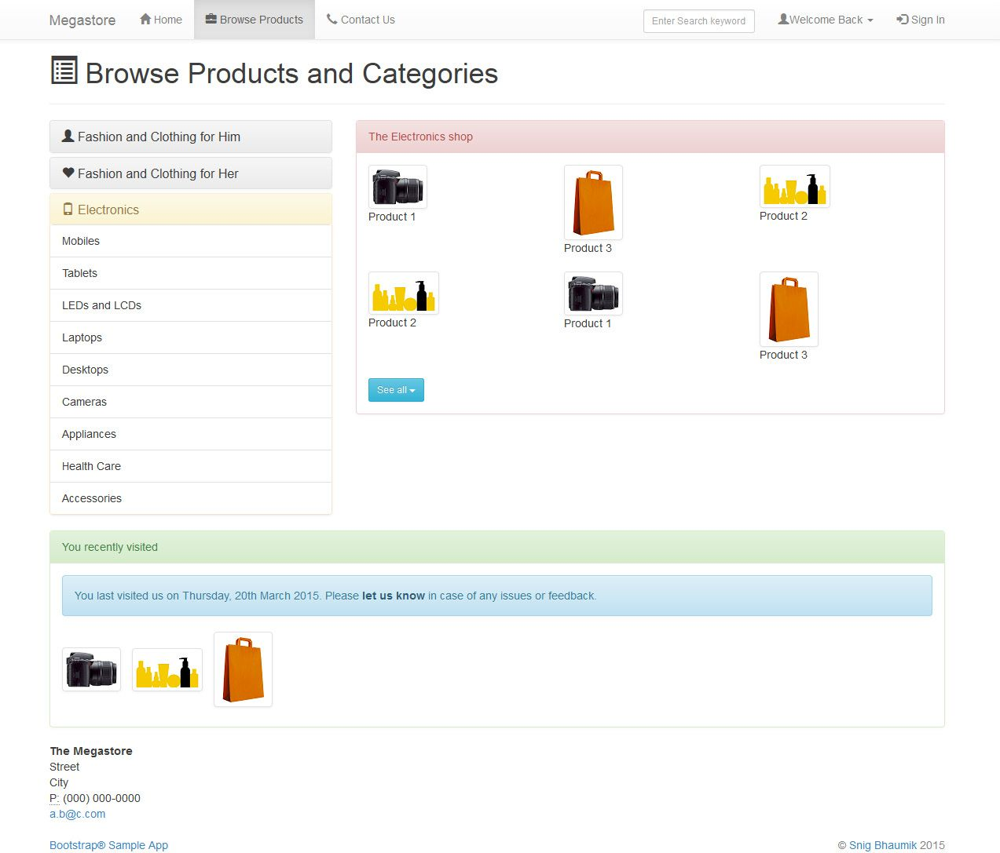 Megastore Home Browse Products Contact Us Enter Search keyword Welcome Back Sign In
Browse Products and Categories
Fashion and Clothing for Him
Fashion and Clothing for Her
Electronics
Mobiles
Tablets
LEDs and LCDs
Laptops
Desktops
Cameras
Appliances
Health Care
Accessories
The Electronics shop
Product 1
Product 3
Product 2
Product 2
Product 1
Product 3
See all
You recently visited
You last visited us on Thursday, 20th March 2015. Please let us know in case of any issues or feedback.
The Megastore
Street
City
P: (000) 000-0000
a.b@c.com
Bootstrap® Sample App
© Snig Bhaumik 2015